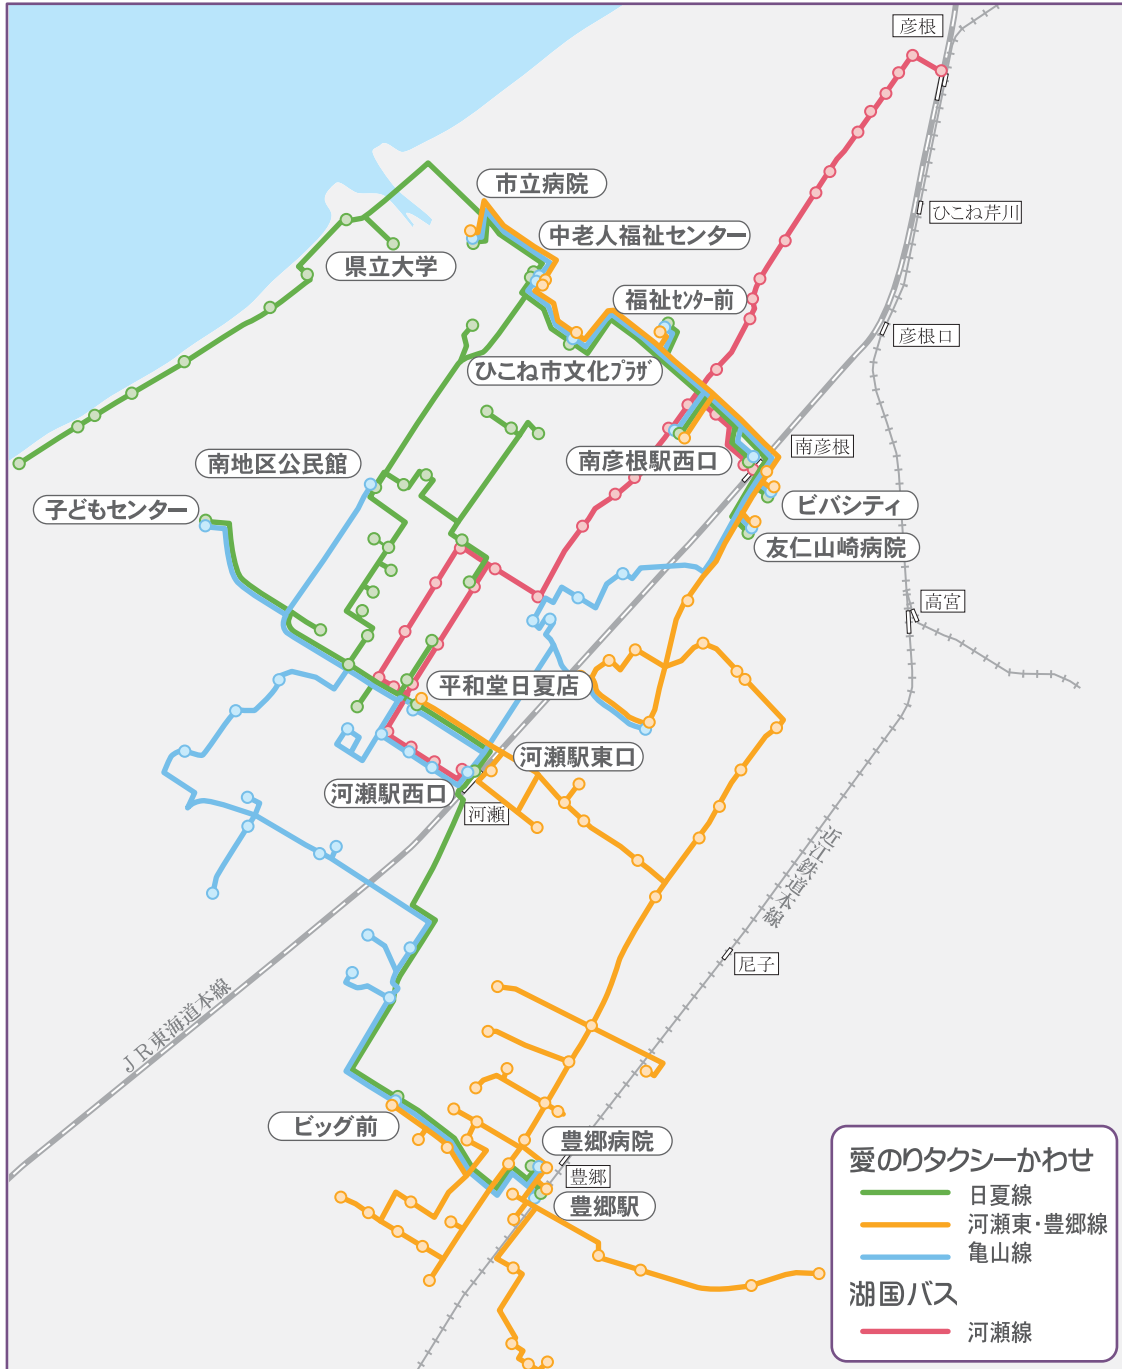 彦根
市立病院
ひこね芹川
中老人福祉センター
県立大学
福祉センター前
彦根口
ひこね市文化プラザ
南彦根
南地区公民館
南彦根駅西口
ビバシティ
子どもセンター
友仁山崎病院
高宮
平和堂日夏店
河瀬駅東口
河瀬駅西口
河瀬
近江鉄道本線
尼子
JR東海道本線
ビッグ前
豊郷病院
豊郷
豊郷駅
愛のりタクシーかわせ
日夏線
河瀬東・豊郷線
亀山線
湖国バス
河瀬線